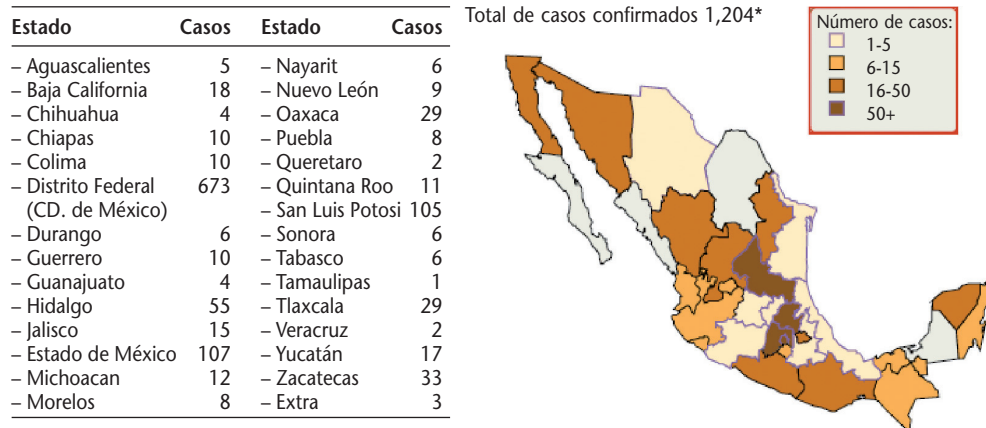 Estado Casos Estado Casos
– Aguascalientes 5 – Nayarit 6
– Baja California 18 – Nuevo León 9
– Chihuahua 4 – Oaxaca 29
– Chiapas 10 – Puebla 8
– Colima 10 – Queretaro 2
– Distrito Federal 673 – Quintana Roo 11
(CD. de México) – San Luis Potosi 105
– Durango 6 – Sonora 6
– Guerrero 10 – Tabasco 6
– Guanajuato 4 – Tamaulipas 1
– Hidalgo 55 – Tlaxcala 29
– Jalisco 15 – Veracruz 2
– Estado de México 107 – Yucatán 17
– Michoacan 12 – Zacatecas 33
– Morelos 8 – Extra 3
Total de casos confirmados 1,204*
Número de casos:
1-5
6-15
16-50
50+